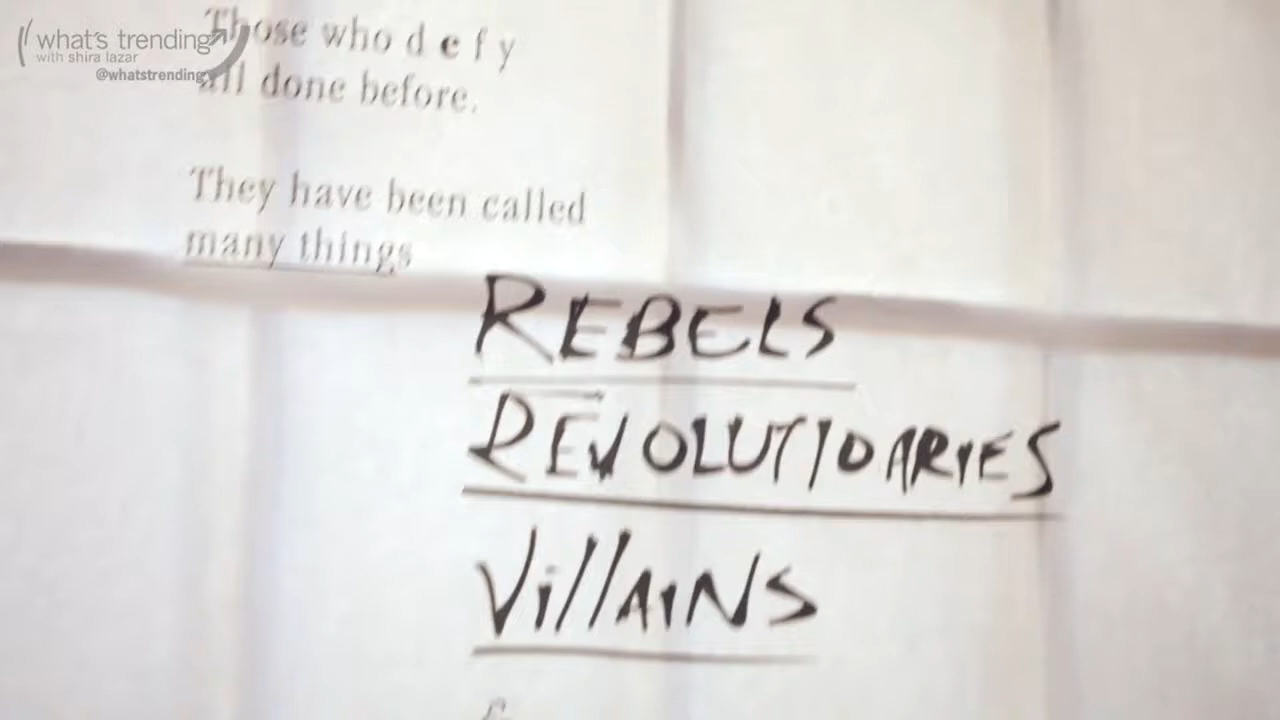 what's trending
with shira lazar
@whatstrending
Those who defy
all done before.
They have been called
many things
REBELS
REVOLUTIOARIES
VillAiNS